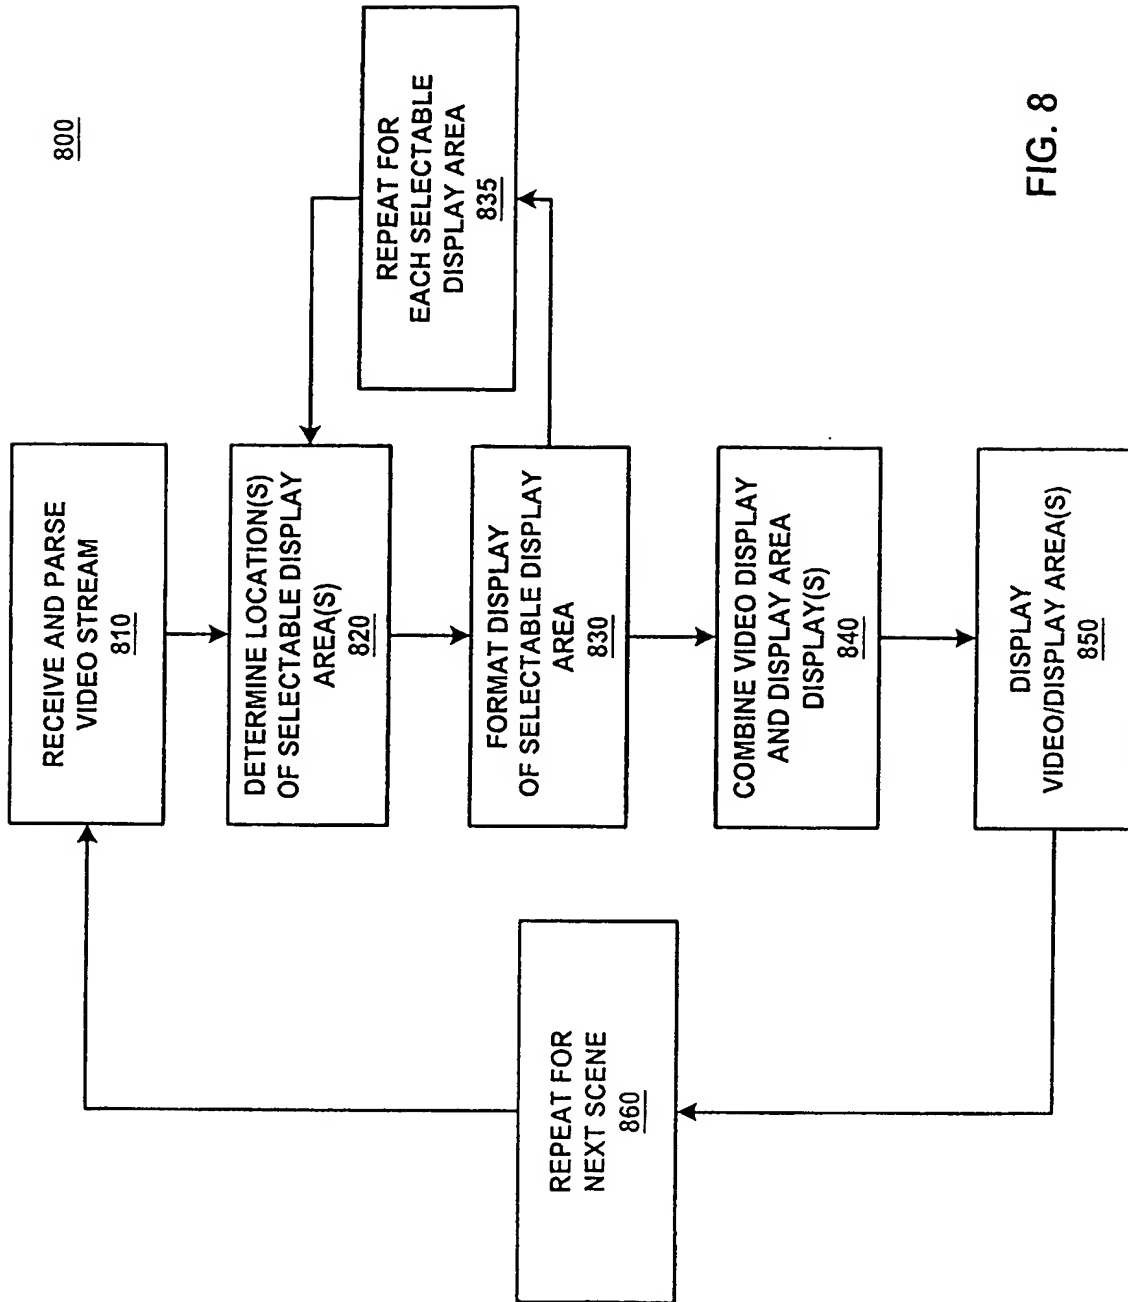 800
RECEIVE AND PARSE
VIDEO STREAM
810
DETERMINE LOCATION(S)
OF SELECTABLE DISPLAY
AREA(S)
820
REPEAT FOR
EACH SELECTABLE
DISPLAY AREA
835
FORMAT DISPLAY
OF SELECTABLE DISPLAY
AREA
830
COMBINE VIDEO DISPLAY
AND DISPLAY AREA
DISPLAY(S)
840
DISPLAY
VIDEO/DISPLAY AREA(S)
850
REPEAT FOR
NEXT SCENE
860
FIG. 8